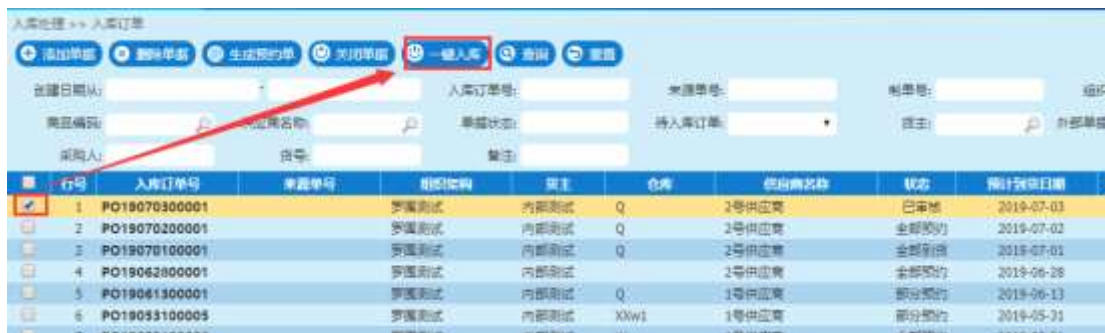 入库处理 >> 入库订单
添加单据 删除单据 生成预约单 关闭单据 一键入库 查询 重置
创建日期从: - 入库订单号: 来源单号: 制单号: 组织
商品编码: 供应商名称: 单据状态: 待入库订单: 货主: 外部单据
采购人: 货号: 备注:
行号 入库订单号 来源单号 组织架构 货主 仓库 供应商名称 状态 预计到货日期
1 PO19070300001 罗湖测试 内部测试 Q 2号供应商 已审核 2019-07-03
2 PO19070200001 罗湖测试 内部测试 Q 2号供应商 全部预约 2019-07-02
3 PO19070100001 罗湖测试 内部测试 Q 2号供应商 全部到货 2019-07-01
4 PO19062800001 罗湖测试 内部测试 2号供应商 全部预约 2019-06-28
5 PO19061300001 罗湖测试 内部测试 Q 1号供应商 部分预约 2019-06-13
6 PO19053100005 罗湖测试 内部测试 XXw1 1号供应商 部分预约 2019-05-31